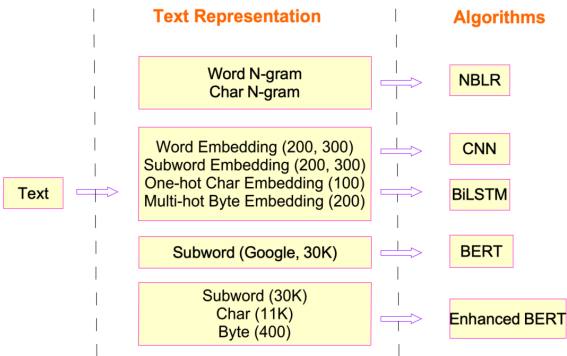 Text Representation
Algorithms
Word N-gram
Char N-gram
NBLR
Word Embedding (200, 300)
Subword Embedding (200, 300)
One-hot Char Embedding (100)
Multi-hot Byte Embedding (200)
CNN
BiLSTM
Text
Subword (Google, 30K)
BERT
Subword (30K)
Char (11K)
Byte (400)
Enhanced BERT